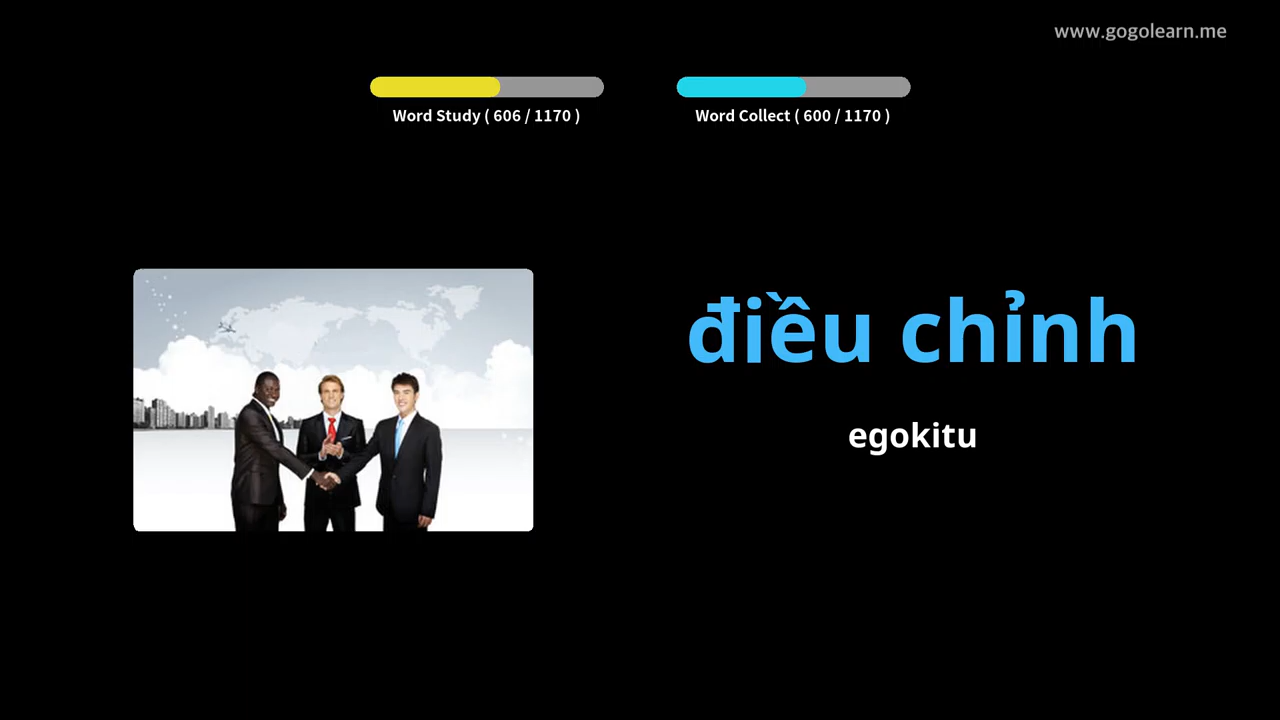 www.gogolearn.me
Word Study ( 606 / 1170 )
Word Collect ( 600 / 1170 )
điều chỉnh
egokitu